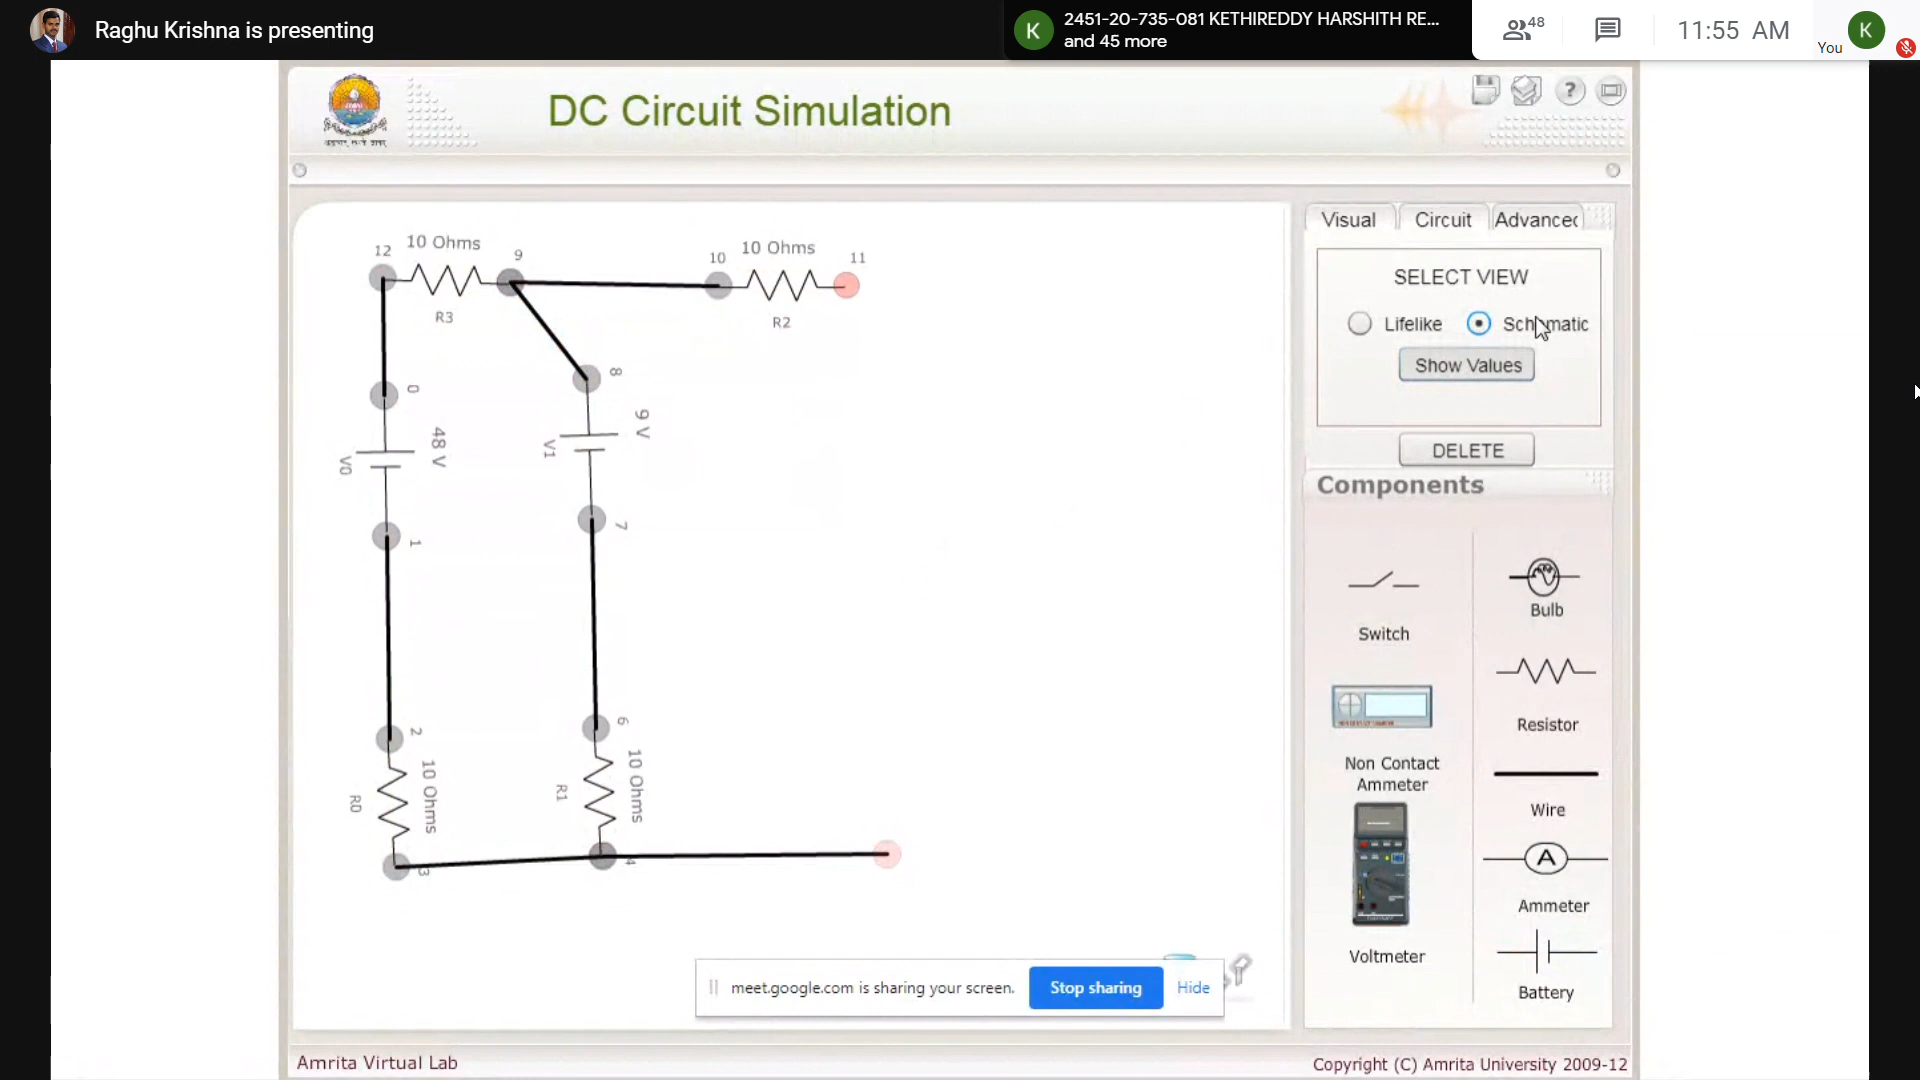 Raghu Krishna is presenting
K
2451-20-735-081 KETHIREDDY HARSHITH RE...
and 45 more
48
11:55 AM
You
K
DC Circuit Simulation
?
Visual
Circuit
Advanced
SELECT VIEW
Lifelike
Schematic
Show Values
DELETE
Components
Switch
Bulb
Resistor
Non Contact
Ammeter
Wire
A
Ammeter
Voltmeter
Battery
12
10 Ohms
9
R3
10
10 Ohms
11
R2
0
48 V
V0
1
8
9 V
V1
7
2
10 Ohms
R0
3
6
10 Ohms
R1
4
meet.google.com is sharing your screen.
Stop sharing
Hide
Amrita Virtual Lab
Copyright (C) Amrita University 2009-12